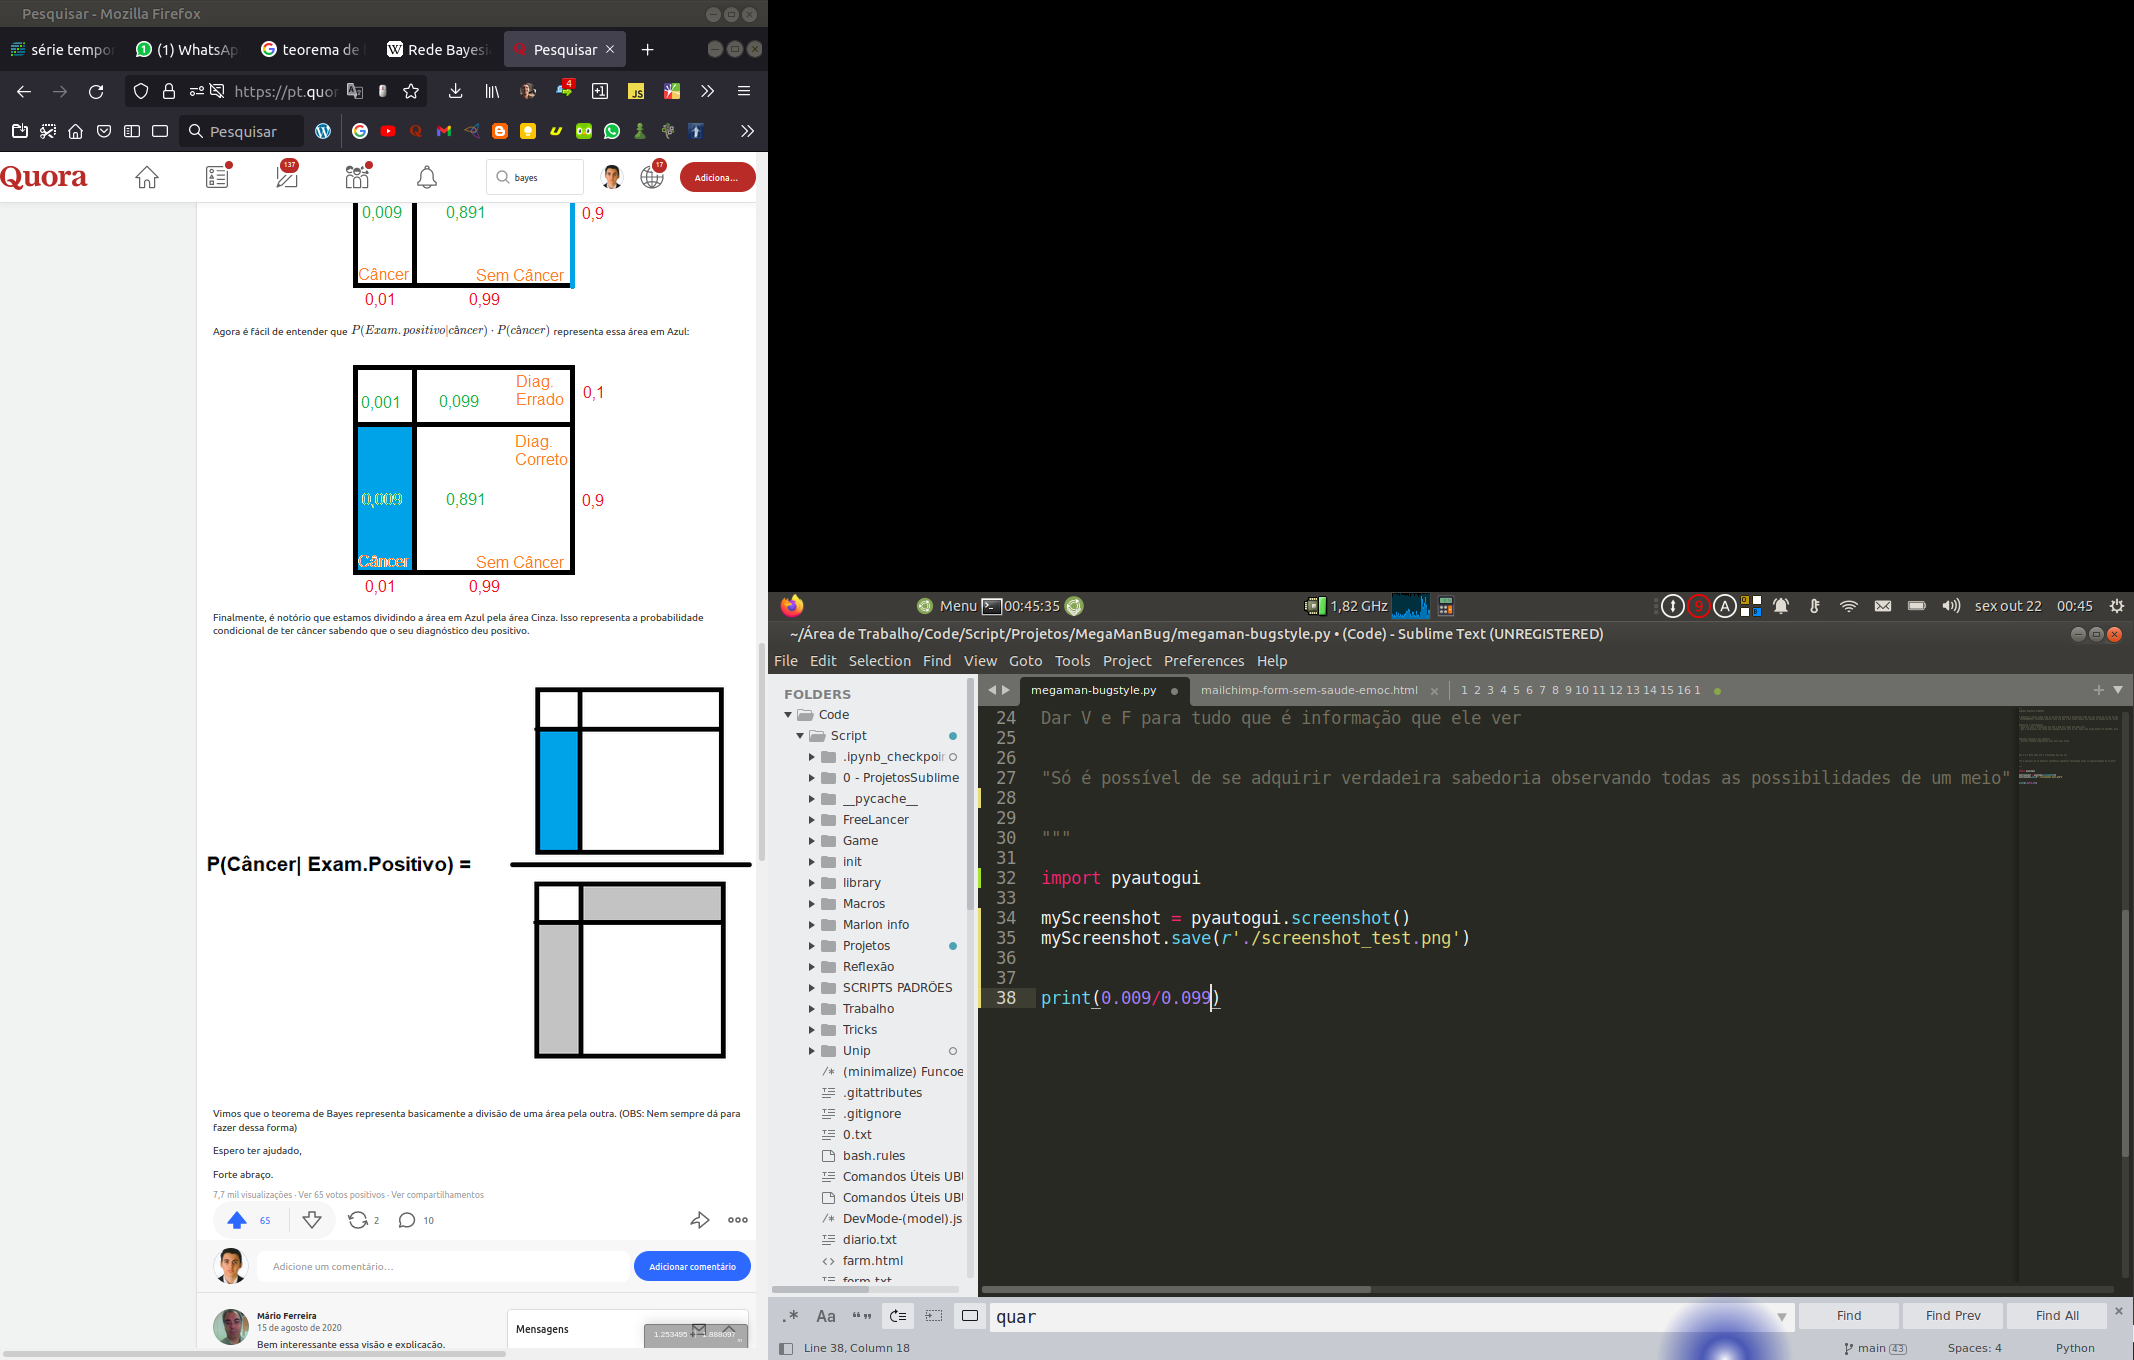 Pesquisar - Mozilla Firefox
série tempor
(1) WhatsAp
teorema de
Rede Bayes
Pesquisar
https://pt.quor
Pesquisar
Quora
137
bayes
17
Adiciona...
0,009
0,891
0,9
Câncer
Sem Câncer
0,01
0,99
Agora é fácil de entender que P(Exam.positivo|câncer) · P(câncer) representa essa área em Azul:
Diag.
Errado
0,1
0,001
0,099
Diag.
Correto
0,009
0,891
0,9
Câncer
Sem Câncer
0,01
0,99
Finalmente, é notório que estamos dividindo a área em Azul pela área Cinza. Isso representa a probabilidade
condicional de ter câncer sabendo que o seu diagnóstico deu positivo.
P(Câncer| Exam.Positivo) =
Vimos que o teorema de Bayes representa basicamente a divisão de uma área pela outra. (OBS: Nem sempre dá para
fazer dessa forma)
Espero ter ajudado,
Forte abraço.
7,7 mil visualizações · Ver 65 votos positivos · Ver compartilhamentos
65
2
10
Adicione um comentário...
Adicionar comentário
Mário Ferreira
15 de agosto de 2020
Bem interessante essa visão e explicação.
Mensagens
Menu
00:45:35
1,82 GHz
9
A
sex out 22
00:45
~/Área de Trabalho/Code/Script/Projetos/MegaManBug/megaman-bugstyle.py • (Code) - Sublime Text (UNREGISTERED)
File Edit Selection Find View Goto Tools Project Preferences Help
FOLDERS
Code
Script
.ipynb_checkpoi
0 - ProjetosSublime
__pycache__
FreeLancer
Game
init
library
Macros
Marlon info
Projetos
Reflexão
SCRIPTS PADRÕES
Trabalho
Tricks
Unip
(minimalize) Funcoe
.gitattributes
.gitignore
0.txt
bash.rules
Comandos Úteis UB
Comandos Úteis UB
DevMode-(model).js
diario.txt
farm.html
form.txt
megaman-bugstyle.py
mailchimp-form-sem-saude-emoc.html
1 2 3 4 5 6 7 8 9 10 11 12 13 14 15 16 1
24 Dar V e F para tudo que é informação que ele ver
25
26
27 "Só é possível de se adquirir verdadeira sabedoria observando todas as possibilidades de um meio"
28
29
30 """
31
32 import pyautogui
33
34 myScreenshot = pyautogui.screenshot()
35 myScreenshot.save(r'./screenshot_test.png')
36
37
38 print(0.009/0.099)
.* Aa “”
quar
Find
Find Prev
Find All
Line 38, Column 18
main 43
Spaces: 4
Python